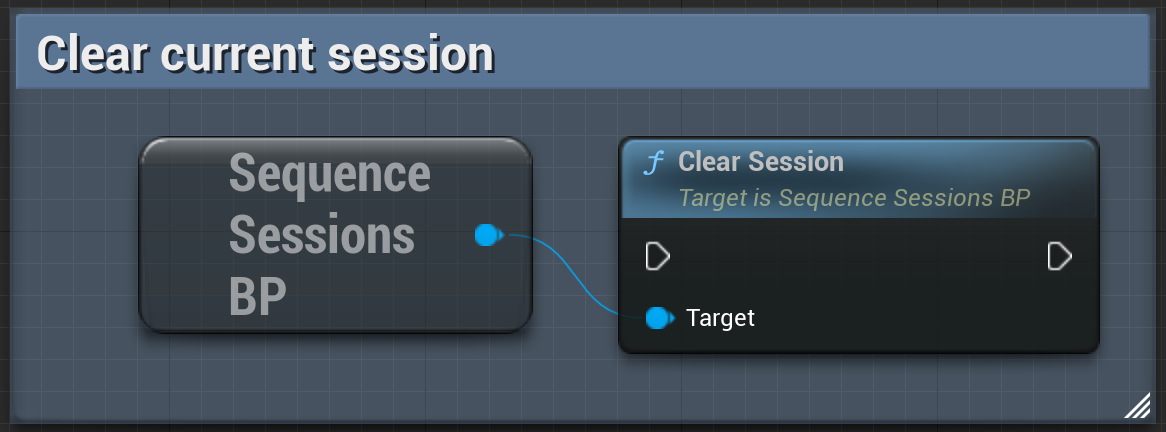 Clear current session
Sequence
Sessions
BP
f Clear Session
Target is Sequence Sessions BP
Target